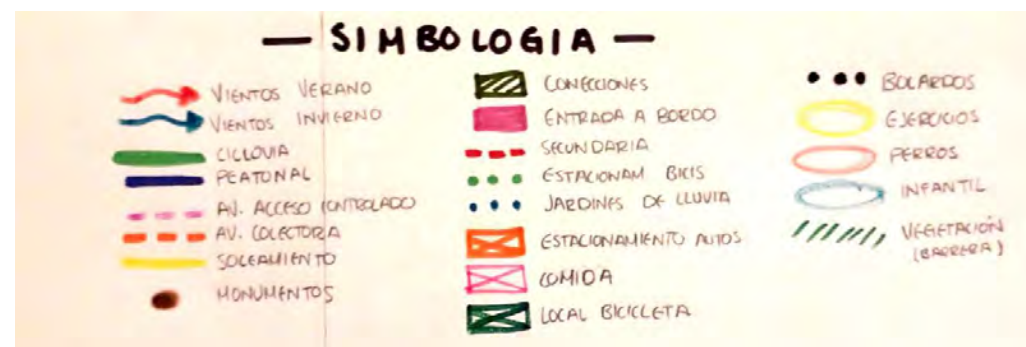 — SIMBOLOGIA —
VIENTOS VERANO
VIENTOS INVIERNO
CICLOVIA
PEATONAL
AV. ACCESO CONTROLADO
AV. COLECTORA
SOLEAMIENTO
MONUMENTOS
CONECCIONES
ENTRADA A BORDO
SECUNDARIA
ESTACIONAM BICIS
JARDINES DE LLUVIA
ESTACIONAMIENTO AUTOS
COMIDA
LOCAL BICICLETA
BOLARDOS
EJERCICIOS
PERROS
INFANTIL
VEGETACIÓN
(BARRERA)